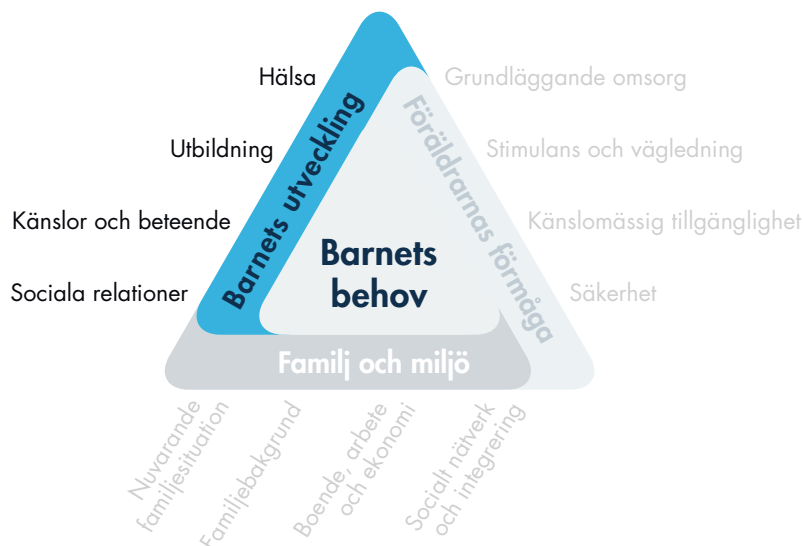 Hälsa
Utbildning
Känslor och beteende
Sociala relationer
Barnets utveckling
Barnets
behov
Föräldrarnas förmåga
Grundläggande omsorg
Stimulans och vägledning
Känslomässig tillgänglighet
Säkerhet
Familj och miljö
Nuvarande
familjesituation
Familjebakgrund
Boende, arbete
och ekonomi
Socialt nätverk
och integrering